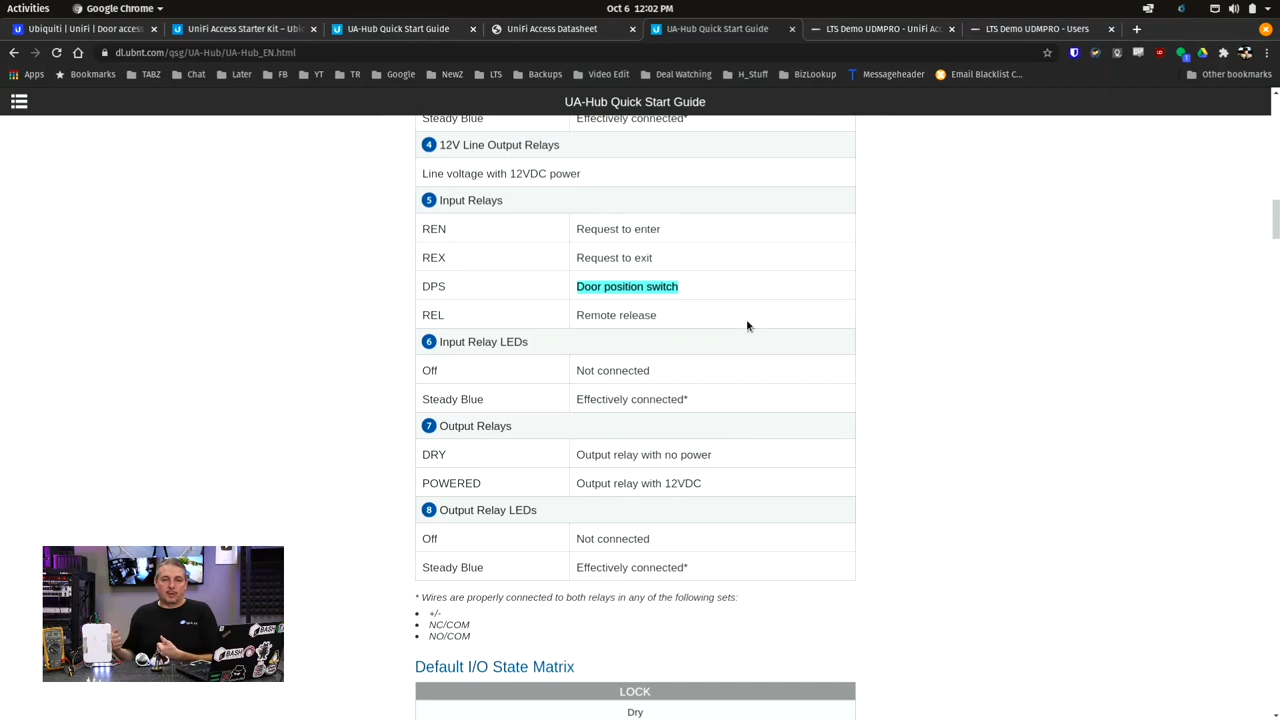 Activities
Google Chrome
Oct 6 12:02 PM
Ubiquiti | UniFi | Door access
UniFi Access Starter Kit – Ub
UA-Hub Quick Start Guide
UniFi Access Datasheet
UA-Hub Quick Start Guide
LTS Demo UDMPRO - UniFi Ac
LTS Demo UDMPRO - Users
dl.ubnt.com/qsg/UA-Hub/UA-Hub_EN.html
Apps
Bookmarks
TABZ
Chat
Later
FB
YT
TR
Google
NewZ
LTS
Backups
Video Edit
Deal Watching
H_Stuff
BizLookup
Messageheader
Email Blacklist C...
Other bookmarks
UA-Hub Quick Start Guide
Steady Blue Effectively connected*
4 12V Line Output Relays
Line voltage with 12VDC power
5 Input Relays
REN Request to enter
REX Request to exit
DPS Door position switch
REL Remote release
6 Input Relay LEDs
Off Not connected
Steady Blue Effectively connected*
7 Output Relays
DRY Output relay with no power
POWERED Output relay with 12VDC
8 Output Relay LEDs
Off Not connected
Steady Blue Effectively connected*
* Wires are properly connected to both relays in any of the following sets:
+/-
NC/COM
NO/COM
Default I/O State Matrix
LOCK
Dry